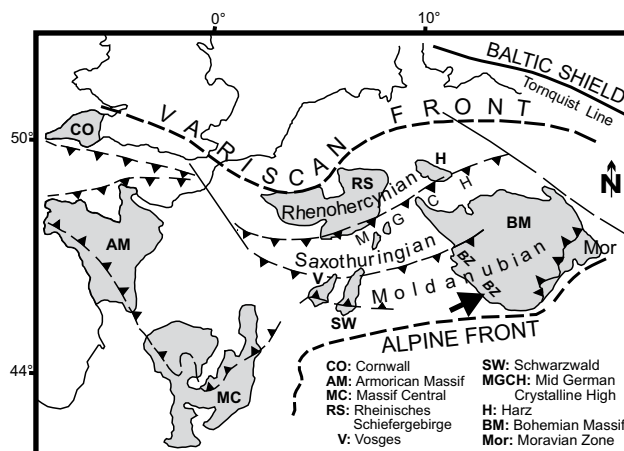 0°
10°
BALTIC SHIELD
Tornquist Line
VARISCAN FRONT
50°
CO
H
N
RS
Rhenohercynian
MGCH
AM
BM
Saxothuringian
Mor
BZ
V
Moldanubian
BZ
SW
ALPINE FRONT
44°
MC
CO: Cornwall
AM: Armorican Massif
MC: Massif Central
RS: Rheinisches
Schiefergebirge
V: Vosges
SW: Schwarzwald
MGCH: Mid German
Crystalline High
H: Harz
BM: Bohemian Massif
Mor: Moravian Zone